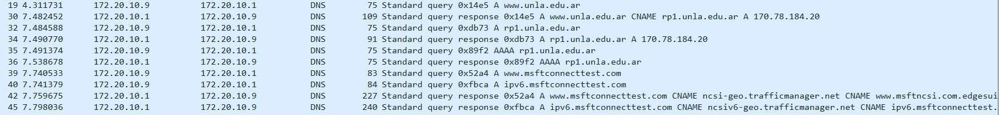 19 4.311731 172.20.10.9 172.20.10.1 DNS 75 Standard query 0x14e5 A www.unla.edu.ar
30 7.482452 172.20.10.1 172.20.10.9 DNS 109 Standard query response 0x14e5 A www.unla.edu.ar CNAME rp1.unla.edu.ar A 170.78.184.20
32 7.484588 172.20.10.9 172.20.10.1 DNS 75 Standard query 0xdb73 A rp1.unla.edu.ar
34 7.490770 172.20.10.1 172.20.10.9 DNS 91 Standard query response 0xdb73 A rp1.unla.edu.ar A 170.78.184.20
35 7.491374 172.20.10.9 172.20.10.1 DNS 75 Standard query 0x89f2 AAAA rp1.unla.edu.ar
36 7.538678 172.20.10.1 172.20.10.9 DNS 75 Standard query response 0x89f2 AAAA rp1.unla.edu.ar
39 7.740533 172.20.10.9 172.20.10.1 DNS 83 Standard query 0x52a4 A www.msftconnecttest.com
40 7.741379 172.20.10.9 172.20.10.1 DNS 84 Standard query 0xfbca A ipv6.msftconnecttest.com
42 7.759675 172.20.10.1 172.20.10.9 DNS 227 Standard query response 0x52a4 A www.msftconnecttest.com CNAME ncsi-geo.trafficmanager.net CNAME www.msftncsi.com.edgesui
45 7.798036 172.20.10.1 172.20.10.9 DNS 240 Standard query response 0xfbca A ipv6.msftconnecttest.com CNAME ncsiv6-geo.trafficmanager.net CNAME ipv6.msftconnecttest.